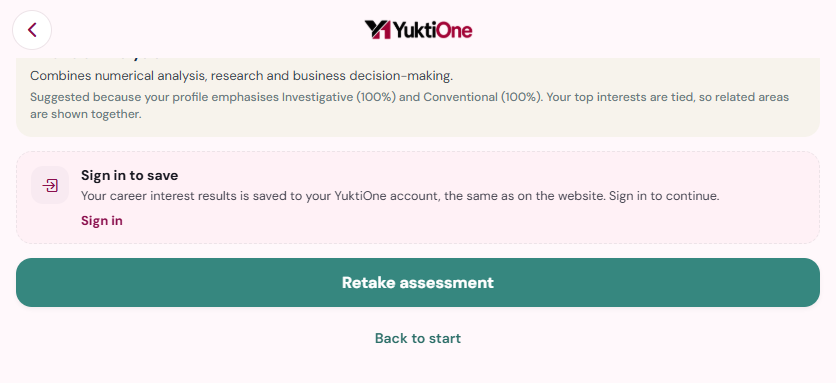 YuktiOne
Combines numerical analysis, research and business decision-making.
Suggested because your profile emphasises Investigative (100%) and Conventional (100%). Your top interests are tied, so related areas
are shown together.
Sign in to save
Your career interest results is saved to your YuktiOne account, the same as on the website. Sign in to continue.
Sign in
Retake assessment
Back to start